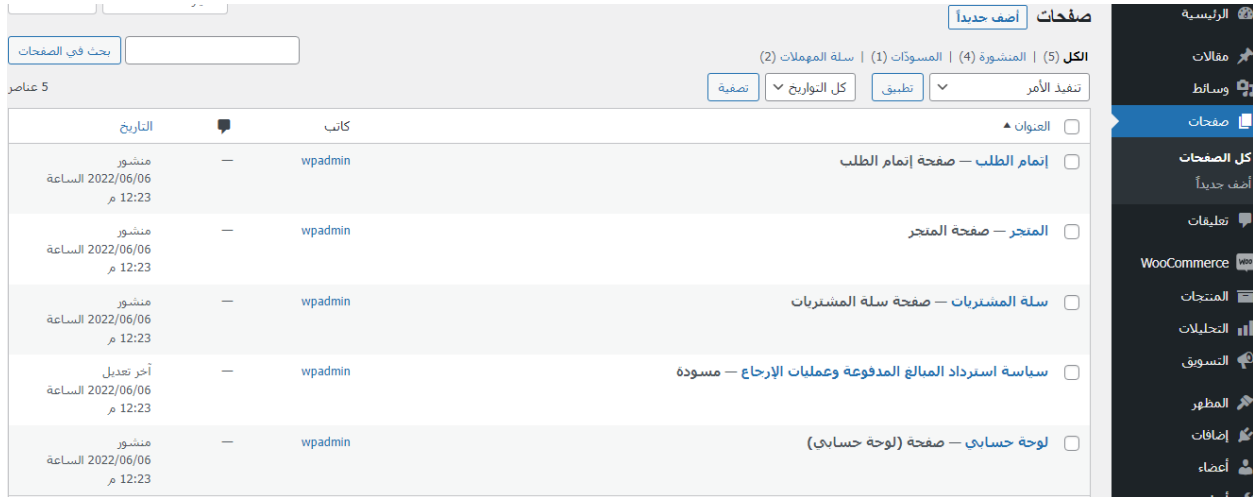 الرئيسية
مقالات
وسائط
صفحات
كل الصفحات
أضف جديداً
تعليقات
WooCommerce
المنتجات
التحليلات
التسويق
المظهر
إضافات
أعضاء
صفحات أضف جديداً
الكل (5) | المنشورة (4) | المسودّات (1) | سلة المهملات (2)
بحث في الصفحات
تنفيذ الأمر تطبيق كل التواريخ تصفية
5 عناصر
العنوان كاتب التاريخ
إتمام الطلب — صفحة إتمام الطلب wpadmin — منشور
2022/06/06 الساعة
12:23 م
المتجر — صفحة المتجر wpadmin — منشور
2022/06/06 الساعة
12:23 م
سلة المشتريات — صفحة سلة المشتريات wpadmin — منشور
2022/06/06 الساعة
12:23 م
سياسة استرداد المبالغ المدفوعة وعمليات الإرجاع — مسودة wpadmin — آخر تعديل
2022/06/06 الساعة
12:23 م
لوحة حسابي — صفحة (لوحة حسابي) wpadmin — منشور
2022/06/06 الساعة
12:23 م